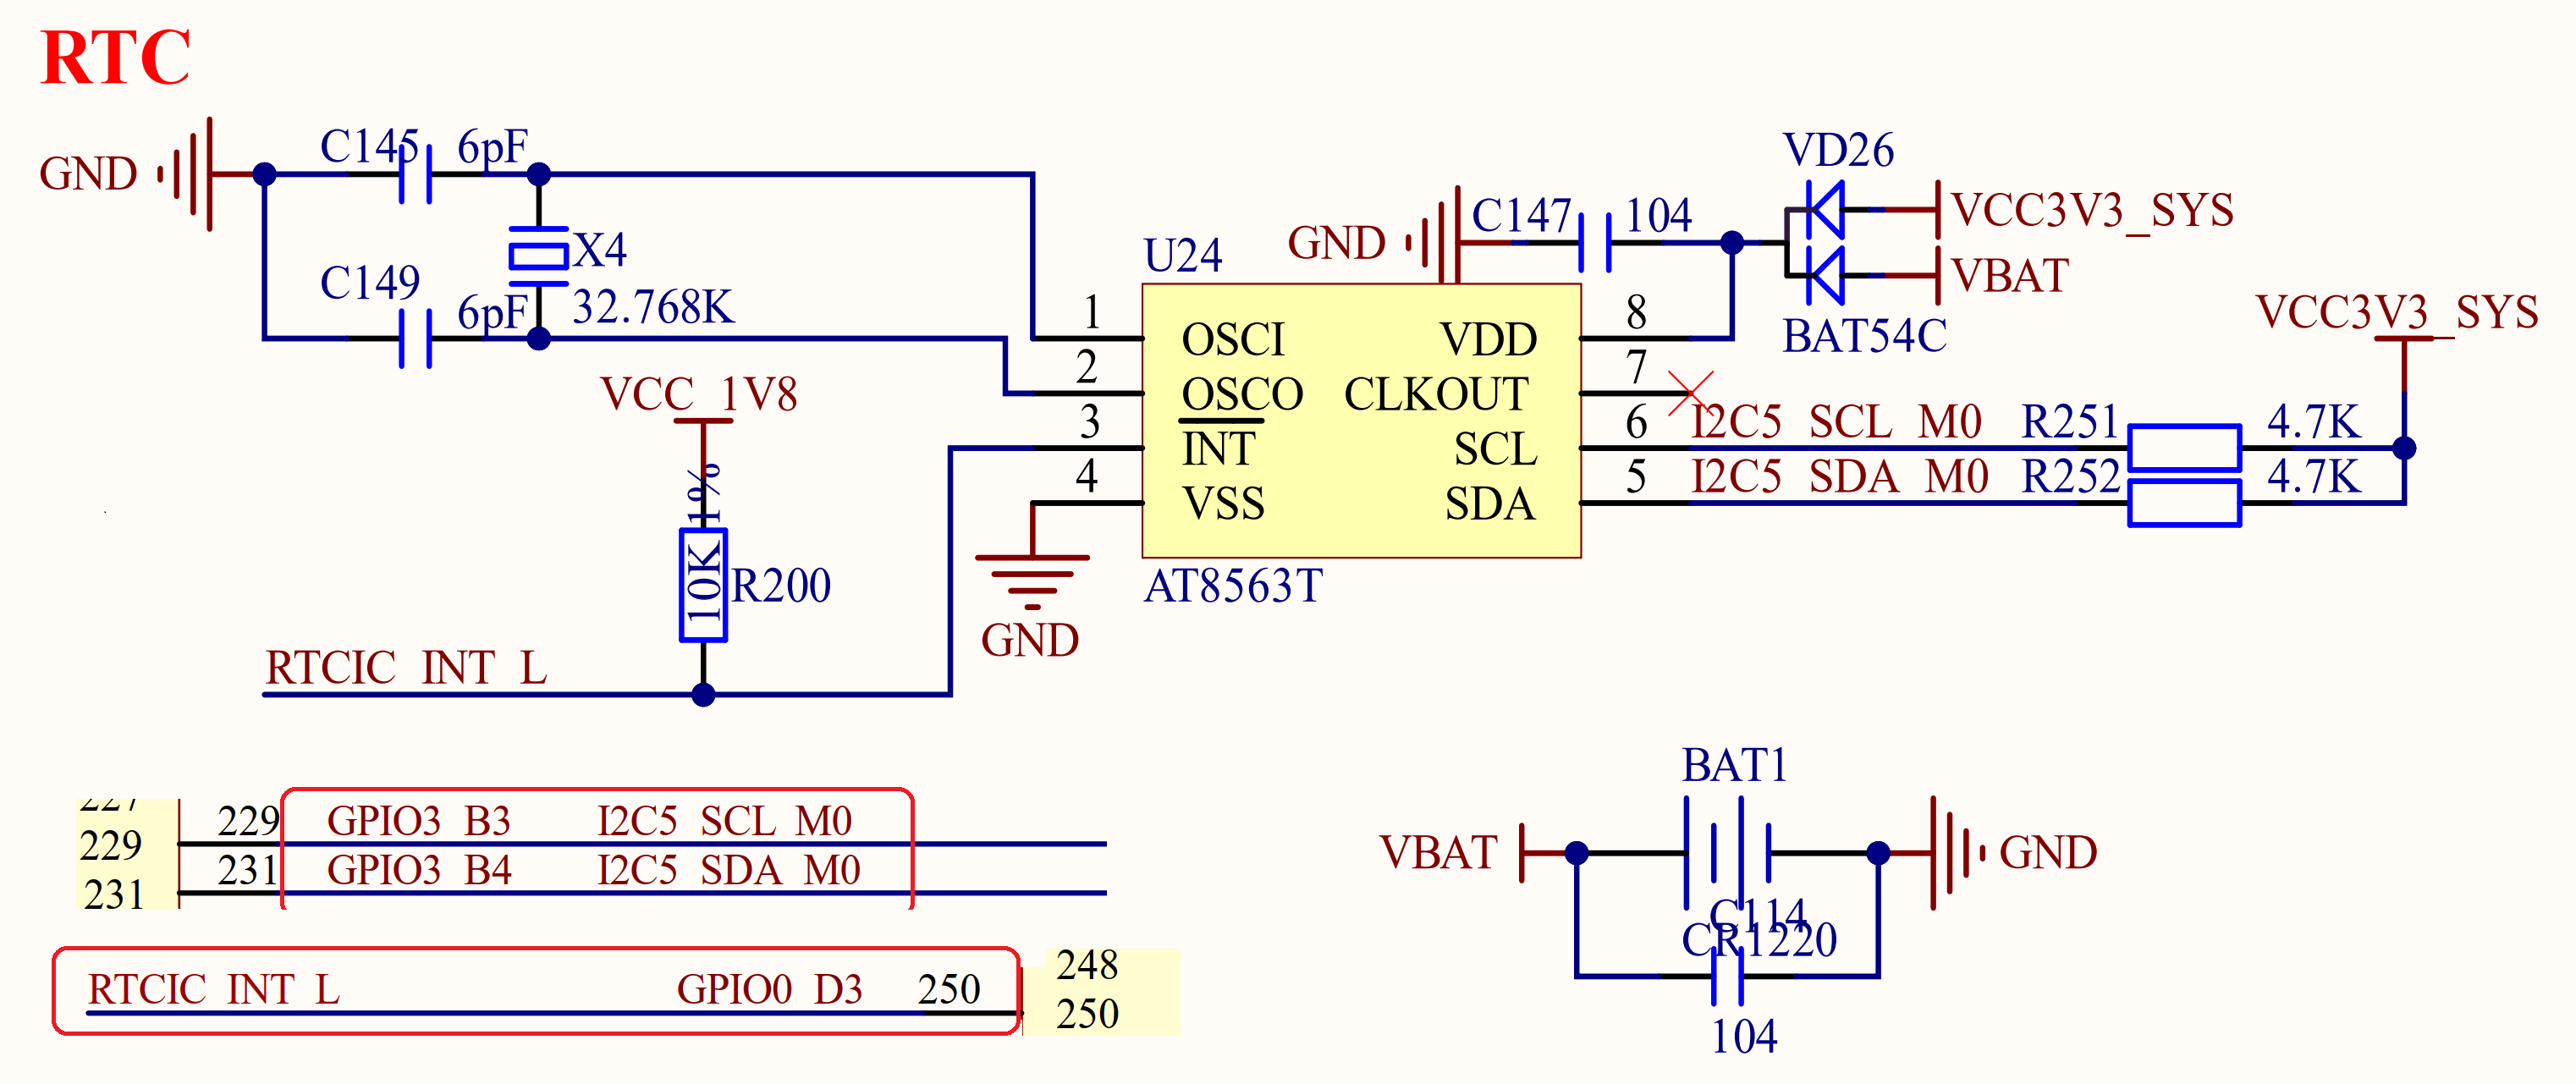 RTC
GND
C145 6pF
C149 6pF
X4
32.768K
VCC_1V8
1%
10K
R200
RTCIC_INT_L
GND
U24
1 OSCI
2 OSCO
3 INT
4 VSS
VDD 8
CLKOUT 7
SCL 6
SDA 5
AT8563T
GND
C147 104
VD26
VCC3V3_SYS
VBAT
BAT54C
VCC3V3_SYS
I2C5_SCL_M0 R251 4.7K
I2C5_SDA_M0 R252 4.7K
227
229 229 GPIO3_B3 I2C5_SCL_M0
231 231 GPIO3_B4 I2C5_SDA_M0
RTCIC_INT_L GPIO0_D3 250
248
250
BAT1
VBAT
GND
C114
CR1220
104